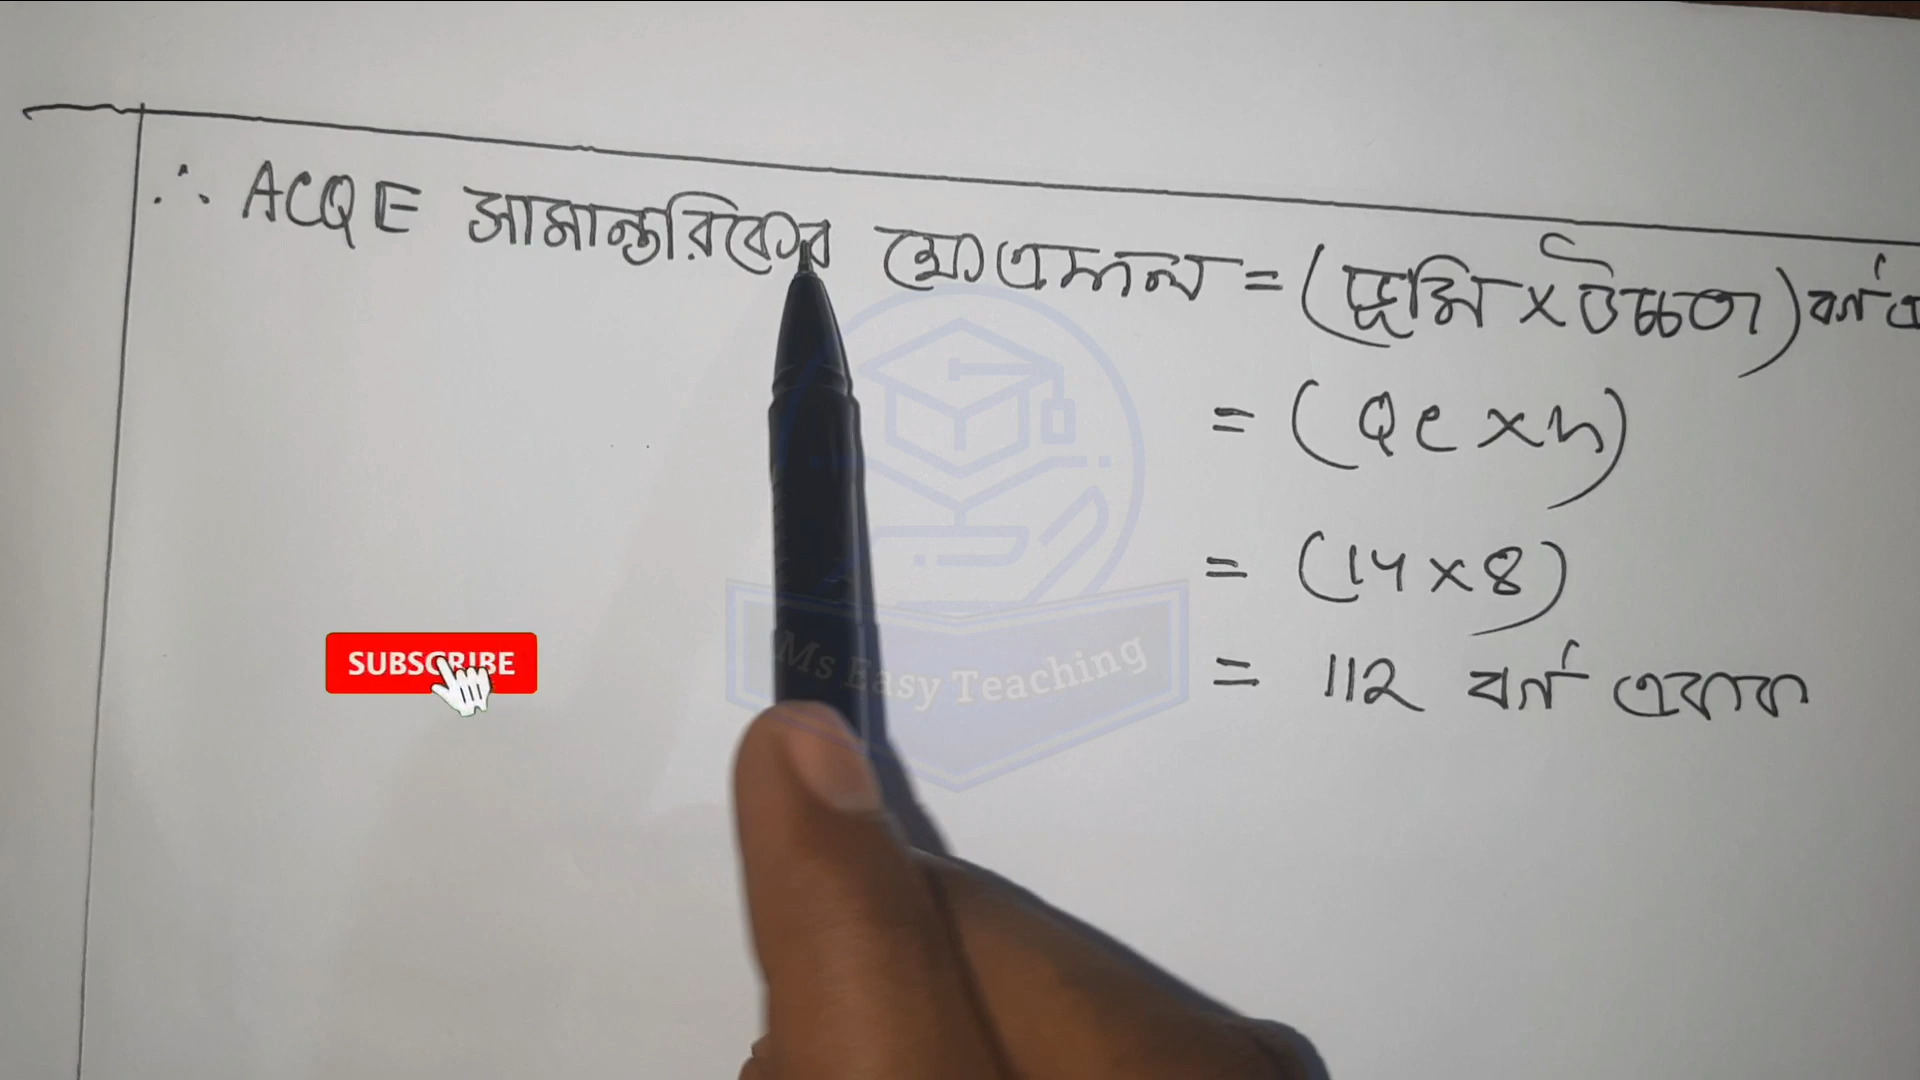 ∴ ACQE সামান্তরিকের ক্ষেত্রফল = (ভূমি × উচ্চতা) বর্গ এ
= (Qe × h)
= (14 × 8)
= 112 বর্গ একক
SUBSCRIBE
Ms Easy Teaching